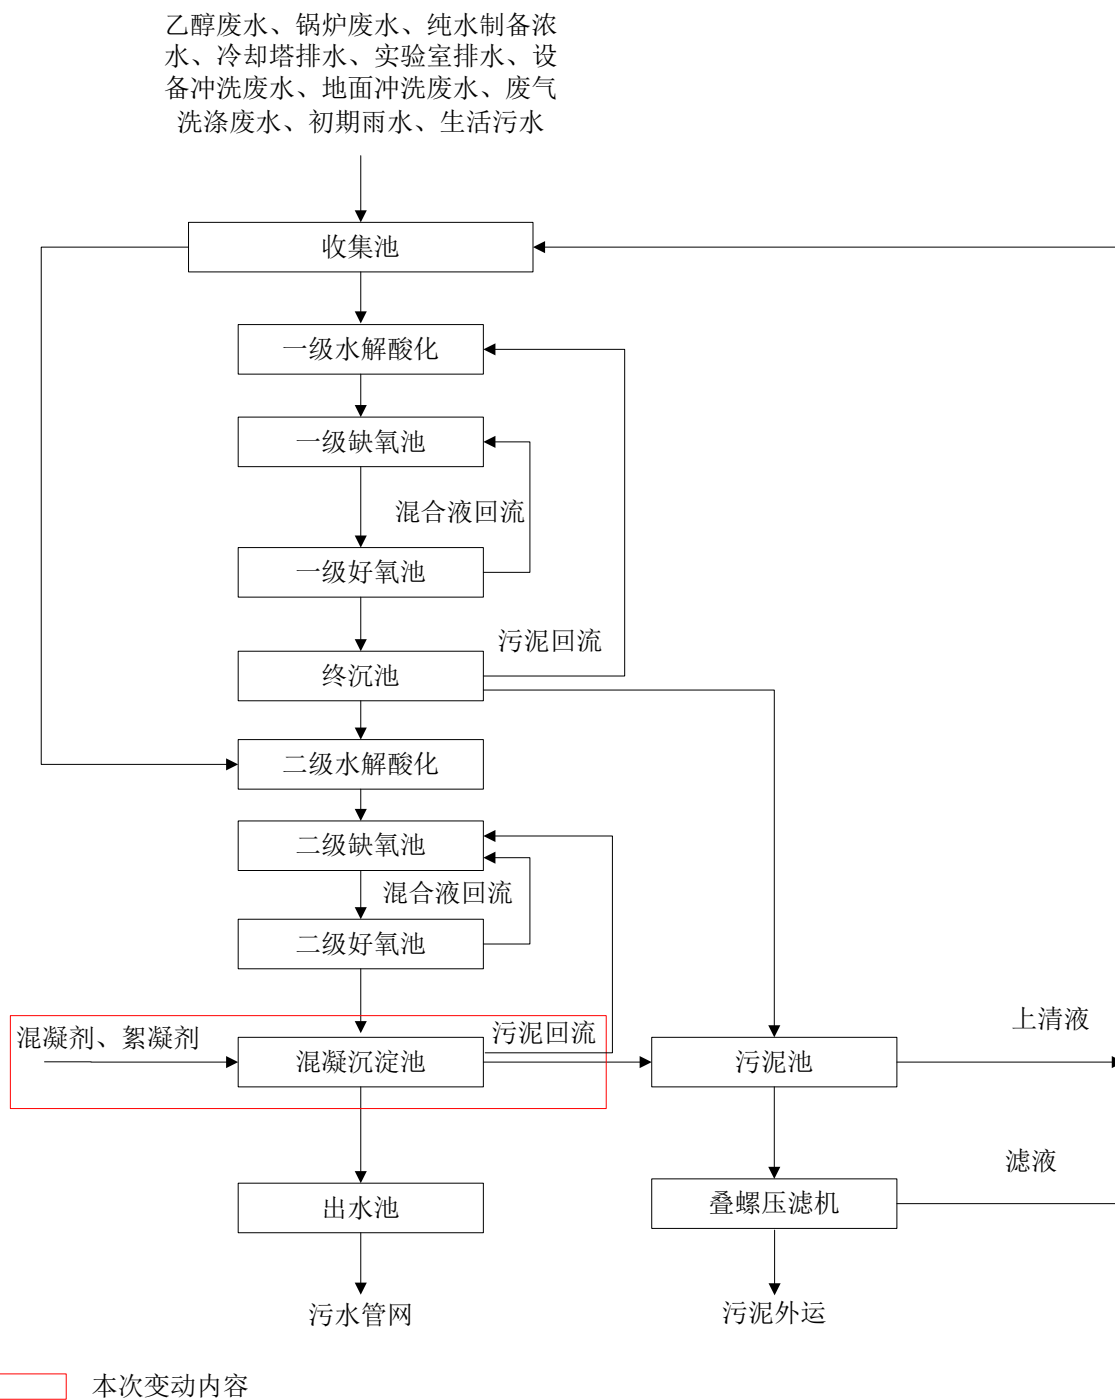 乙醇废水、锅炉废水、纯水制备浓
水、冷却塔排水、实验室排水、设
备冲洗废水、地面冲洗废水、废气
洗涤废水、初期雨水、生活污水
收集池
一级水解酸化
一级缺氧池
混合液回流
一级好氧池
污泥回流
终沉池
二级水解酸化
二级缺氧池
混合液回流
二级好氧池
混凝剂、絮凝剂
污泥回流
上清液
混凝沉淀池
污泥池
滤液
出水池
叠螺压滤机
污水管网
污泥外运
本次变动内容